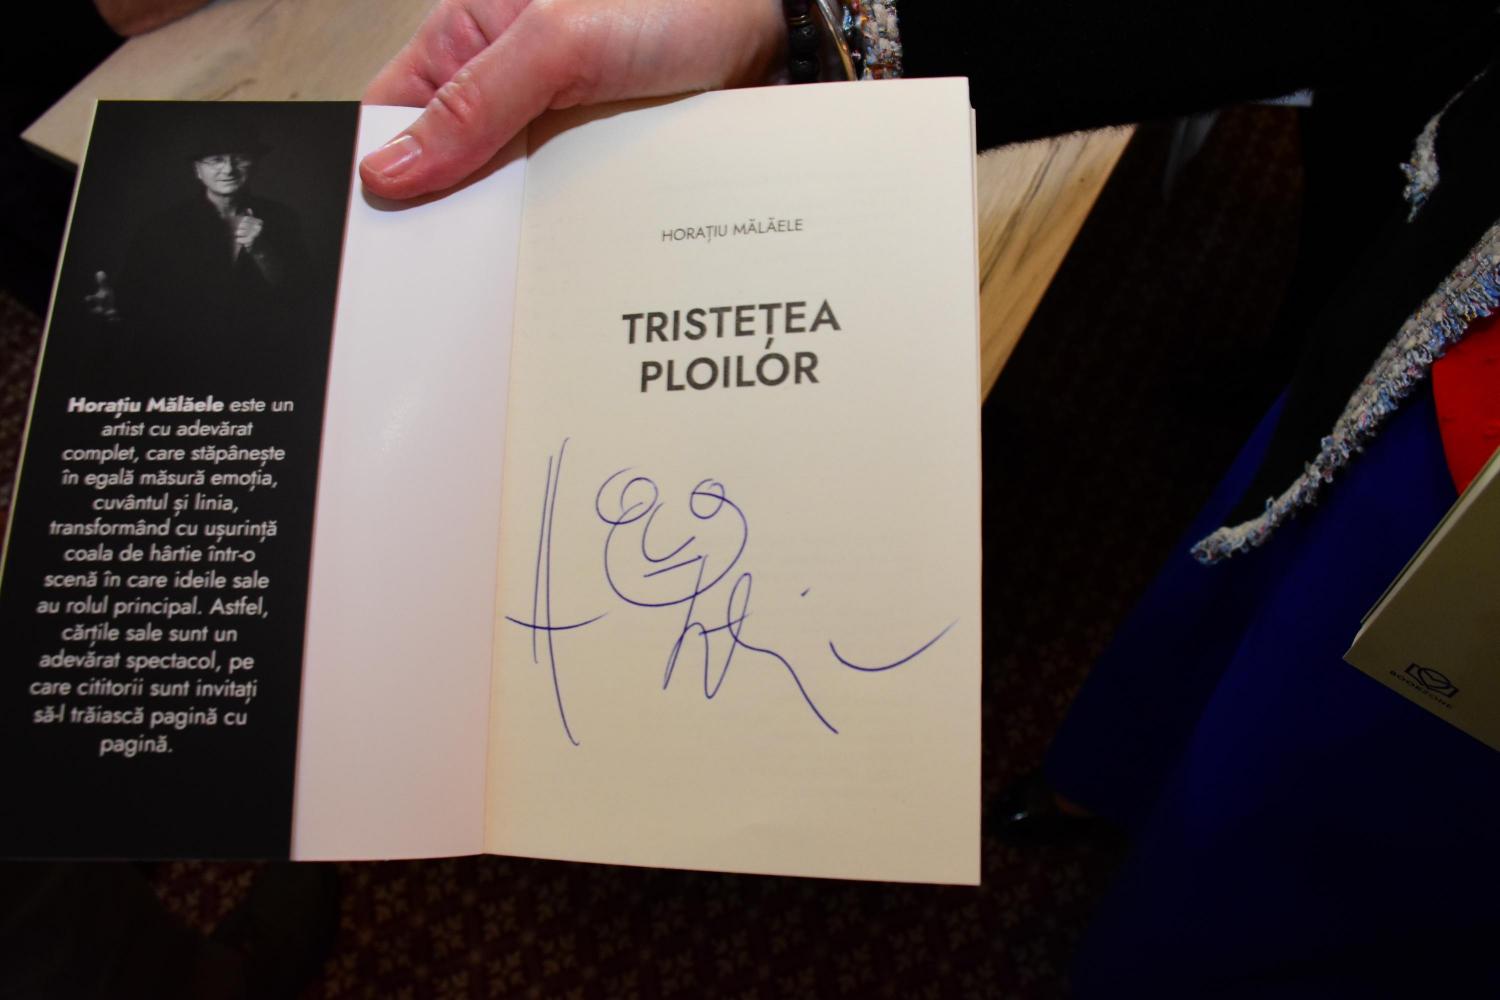 Horațiu Mălăele este un
artist cu adevărat
complet, care stăpânește
în egală măsură emoția,
cuvântul și linia,
transformând cu ușurință
coala de hârtie într-o
scenă în care ideile sale
au rolul principal. Astfel,
cărțile sale sunt un
adevărat spectacol, pe
care cititorii sunt invitați
să-l trăiască pagină cu
pagină.
HORAȚIU MĂLĂELE
TRISTEȚEA
PLOILOR
BOOKZONE